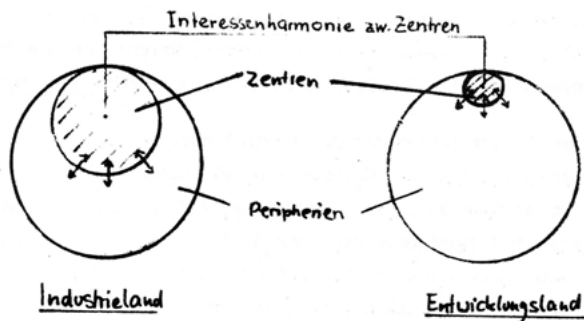 Interessenharmonie zw. Zentren
Zentren
Peripherien
Industrieland
Entwicklungsland